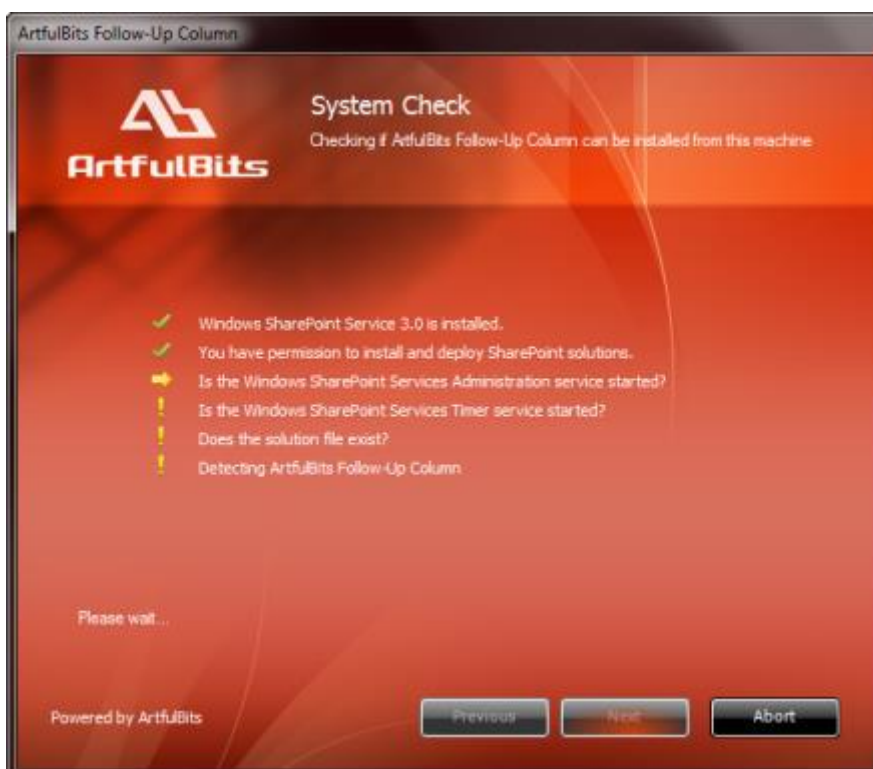 ArtfulBits Follow-Up Column
ArtfulBits
System Check
Checking if ArtfulBits Follow-Up Column can be installed from this machine
Windows SharePoint Service 3.0 is installed.
You have permission to install and deploy SharePoint solutions.
Is the Windows SharePoint Services Administration service started?
Is the Windows SharePoint Services Timer service started?
Does the solution file exist?
Detecting ArtfulBits Follow-Up Column
Please wait...
Powered by ArtfulBits
Previous
Next
Abort